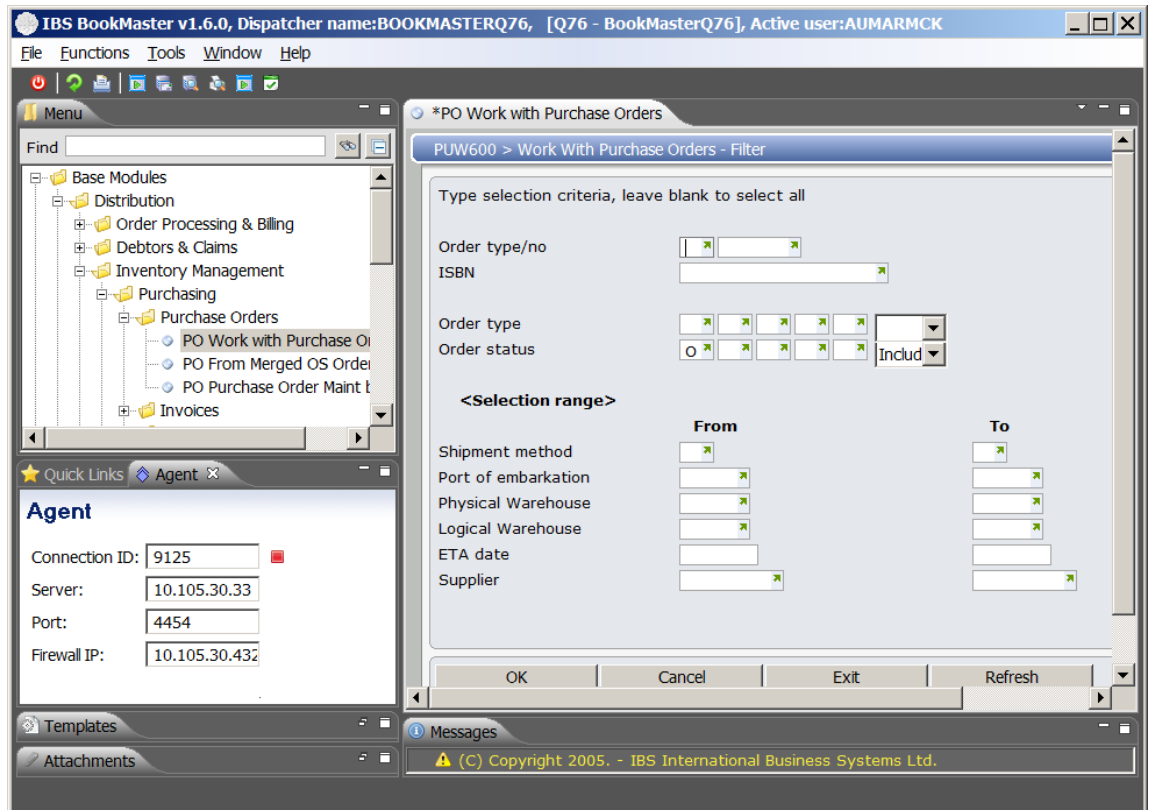 IBS BookMaster v1.6.0, Dispatcher name:BOOKMASTERQ76, [Q76 - BookMasterQ76], Active user:AUMARMCK
File Functions Tools Window Help
Menu
Find
Base Modules
Distribution
Order Processing & Billing
Debtors & Claims
Inventory Management
Purchasing
Purchase Orders
PO Work with Purchase Or
PO From Merged OS Order
PO Purchase Order Maint b
Invoices
Quick Links Agent
Agent
Connection ID: 9125
Server: 10.105.30.33
Port: 4454
Firewall IP: 10.105.30.432
Templates
Attachments
*PO Work with Purchase Orders
PUW600 > Work With Purchase Orders - Filter
Type selection criteria, leave blank to select all
Order type/no
ISBN
Order type
Order status O Includ
<Selection range>
From To
Shipment method
Port of embarkation
Physical Warehouse
Logical Warehouse
ETA date
Supplier
OK Cancel Exit Refresh
Messages
(C) Copyright 2005. - IBS International Business Systems Ltd.